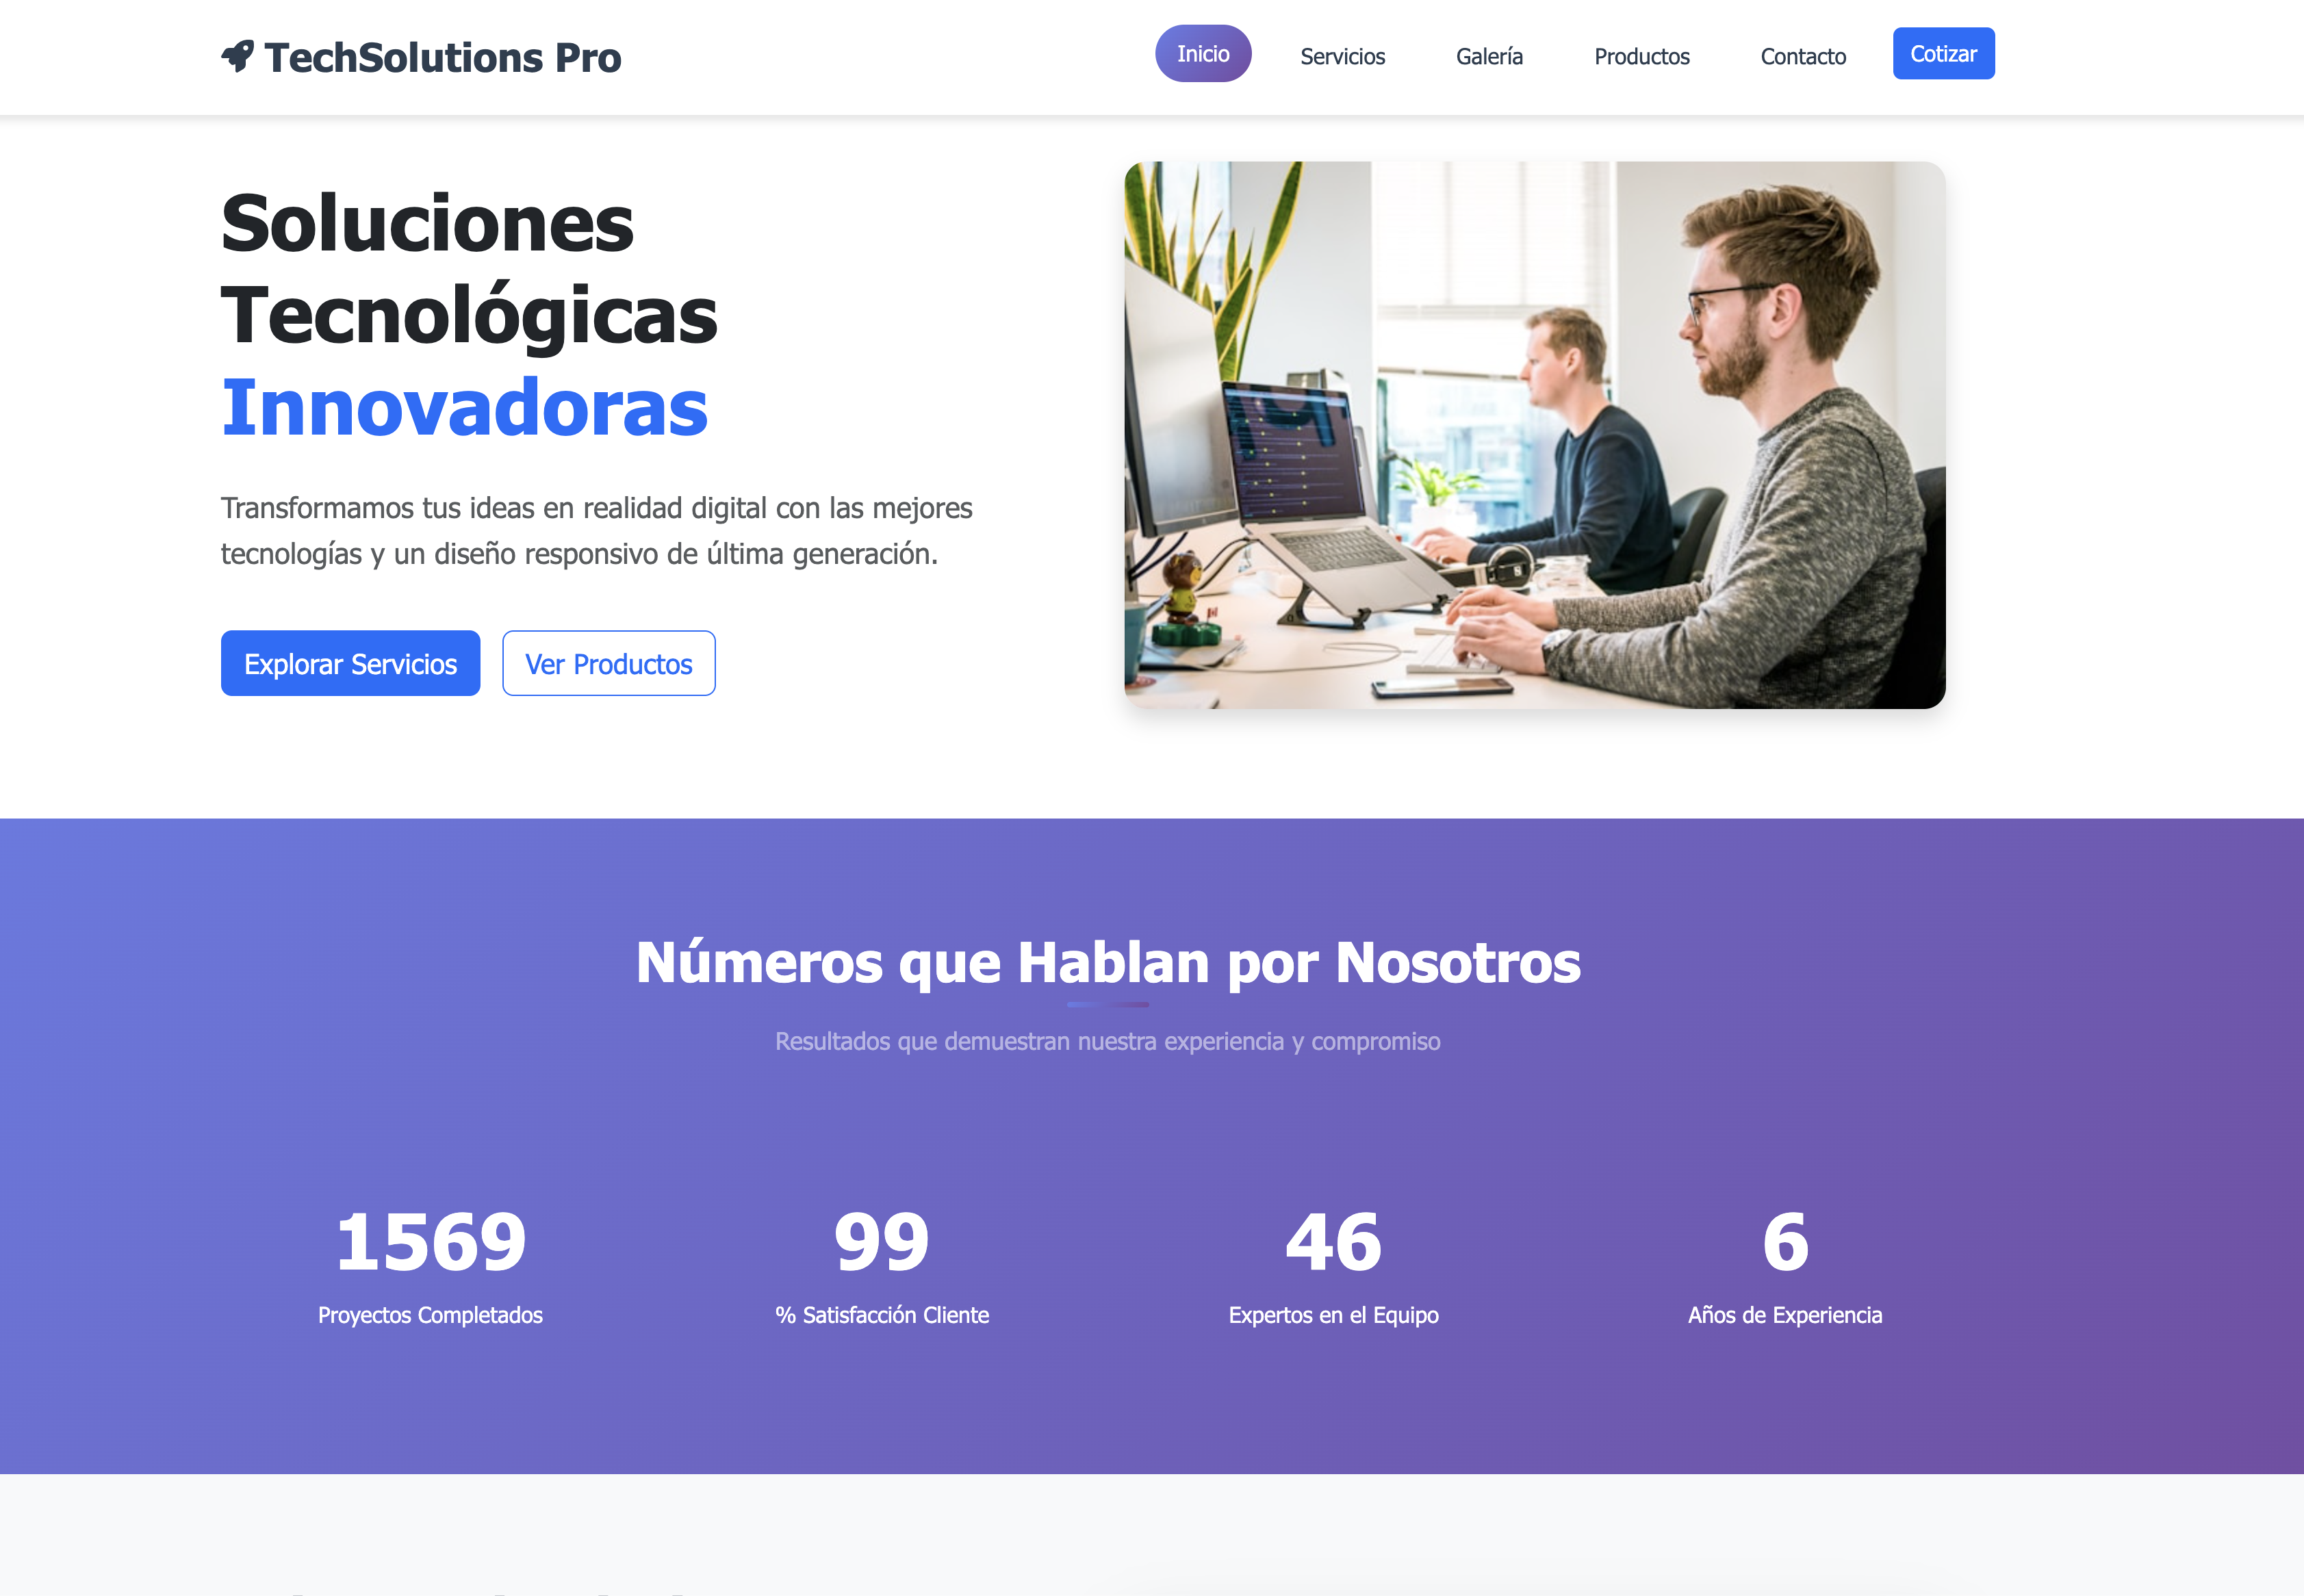 TechSolutions Pro
Inicio
Servicios
Galería
Productos
Contacto
Cotizar
Soluciones
Tecnológicas
Innovadoras
Transformamos tus ideas en realidad digital con las mejores
tecnologías y un diseño responsivo de última generación.
Explorar Servicios
Ver Productos
Números que Hablan por Nosotros
Resultados que demuestran nuestra experiencia y compromiso
1569
Proyectos Completados
99
% Satisfacción Cliente
46
Expertos en el Equipo
6
Años de Experiencia